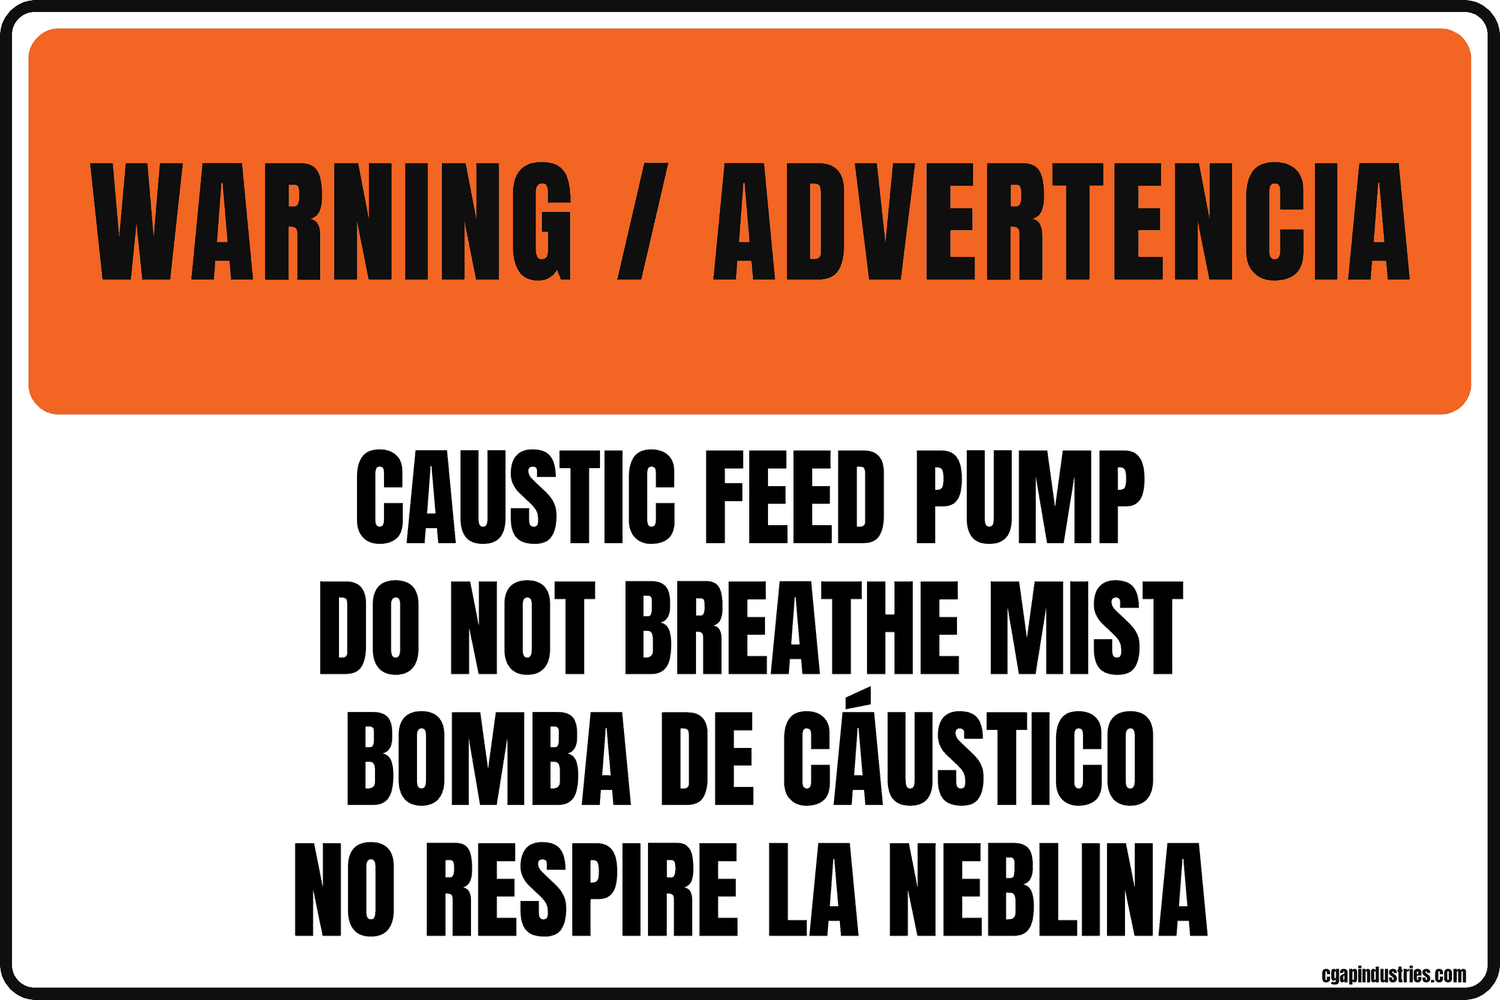 WARNING / ADVERTENCIA
CAUSTIC FEED PUMP
DO NOT BREATHE MIST
BOMBA DE CÁUSTICO
NO RESPIRE LA NEBLINA
cgapindustries.com